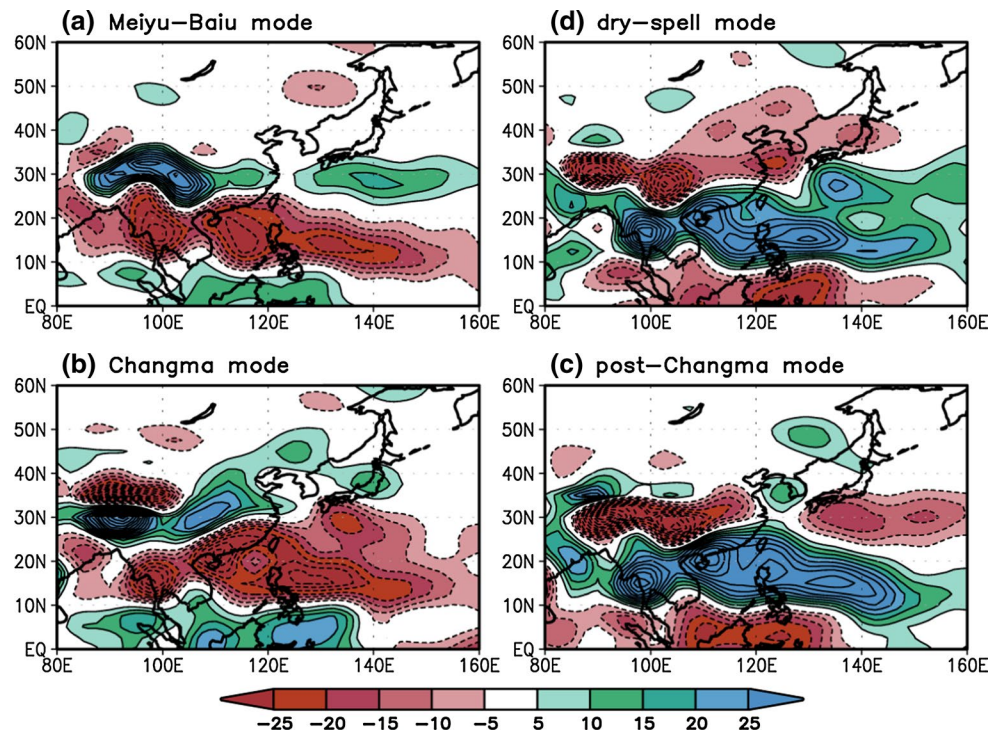 (a) Meiyu−Baiu mode
60N
50N
40N
30N
20N
10N
EQ
80E 100E 120E 140E 160E
(d) dry−spell mode
60N
50N
40N
30N
20N
10N
EQ
80E 100E 120E 140E 160E
(b) Changma mode
60N
50N
40N
30N
20N
10N
EQ
80E 100E 120E 140E 160E
(c) post−Changma mode
60N
50N
40N
30N
20N
10N
EQ
80E 100E 120E 140E 160E
−25 −20 −15 −10 −5 5 10 15 20 25